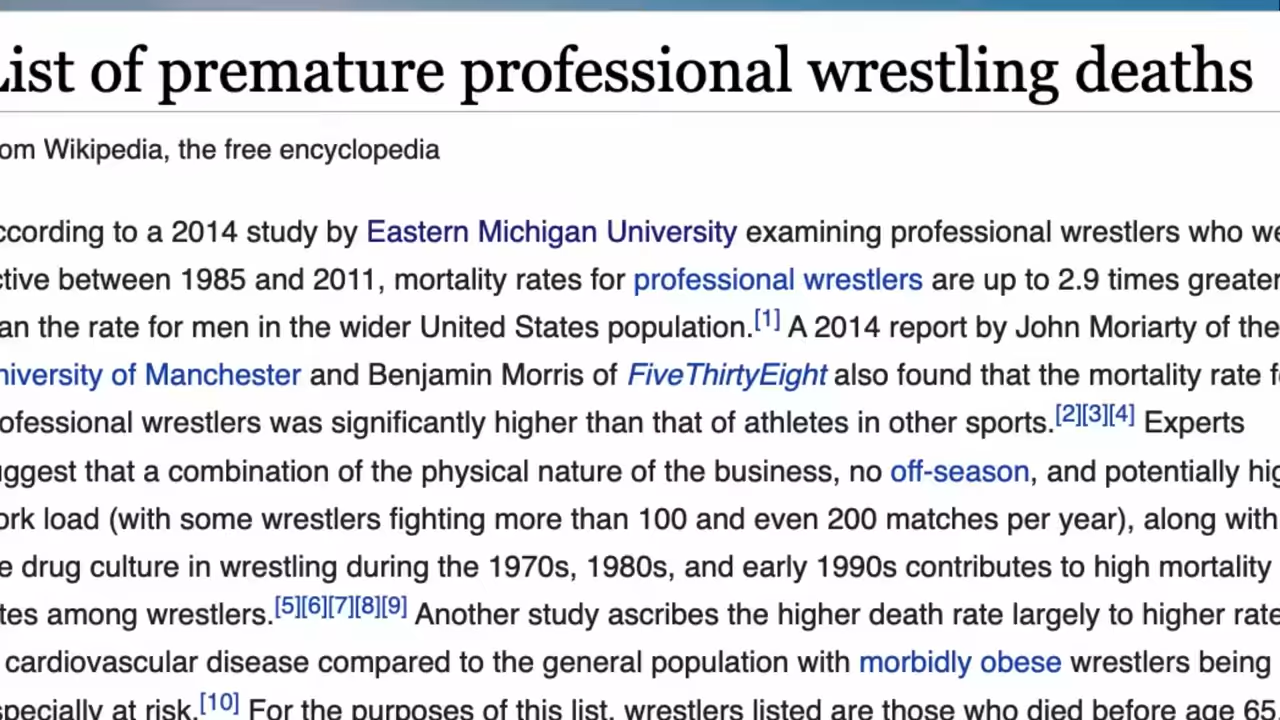 List of premature professional wrestling deaths
om Wikipedia, the free encyclopedia
ccording to a 2014 study by Eastern Michigan University examining professional wrestlers who we
ctive between 1985 and 2011, mortality rates for professional wrestlers are up to 2.9 times greater
an the rate for men in the wider United States population.[1] A 2014 report by John Moriarty of the
niversity of Manchester and Benjamin Morris of FiveThirtyEight also found that the mortality rate fo
ofessional wrestlers was significantly higher than that of athletes in other sports.[2][3][4] Experts
uggest that a combination of the physical nature of the business, no off-season, and potentially hig
ork load (with some wrestlers fighting more than 100 and even 200 matches per year), along with
e drug culture in wrestling during the 1970s, 1980s, and early 1990s contributes to high mortality
tes among wrestlers.[5][6][7][8][9] Another study ascribes the higher death rate largely to higher rate
cardiovascular disease compared to the general population with morbidly obese wrestlers being
specially at risk.[10] For the purposes of this list, wrestlers listed are those who died before age 65